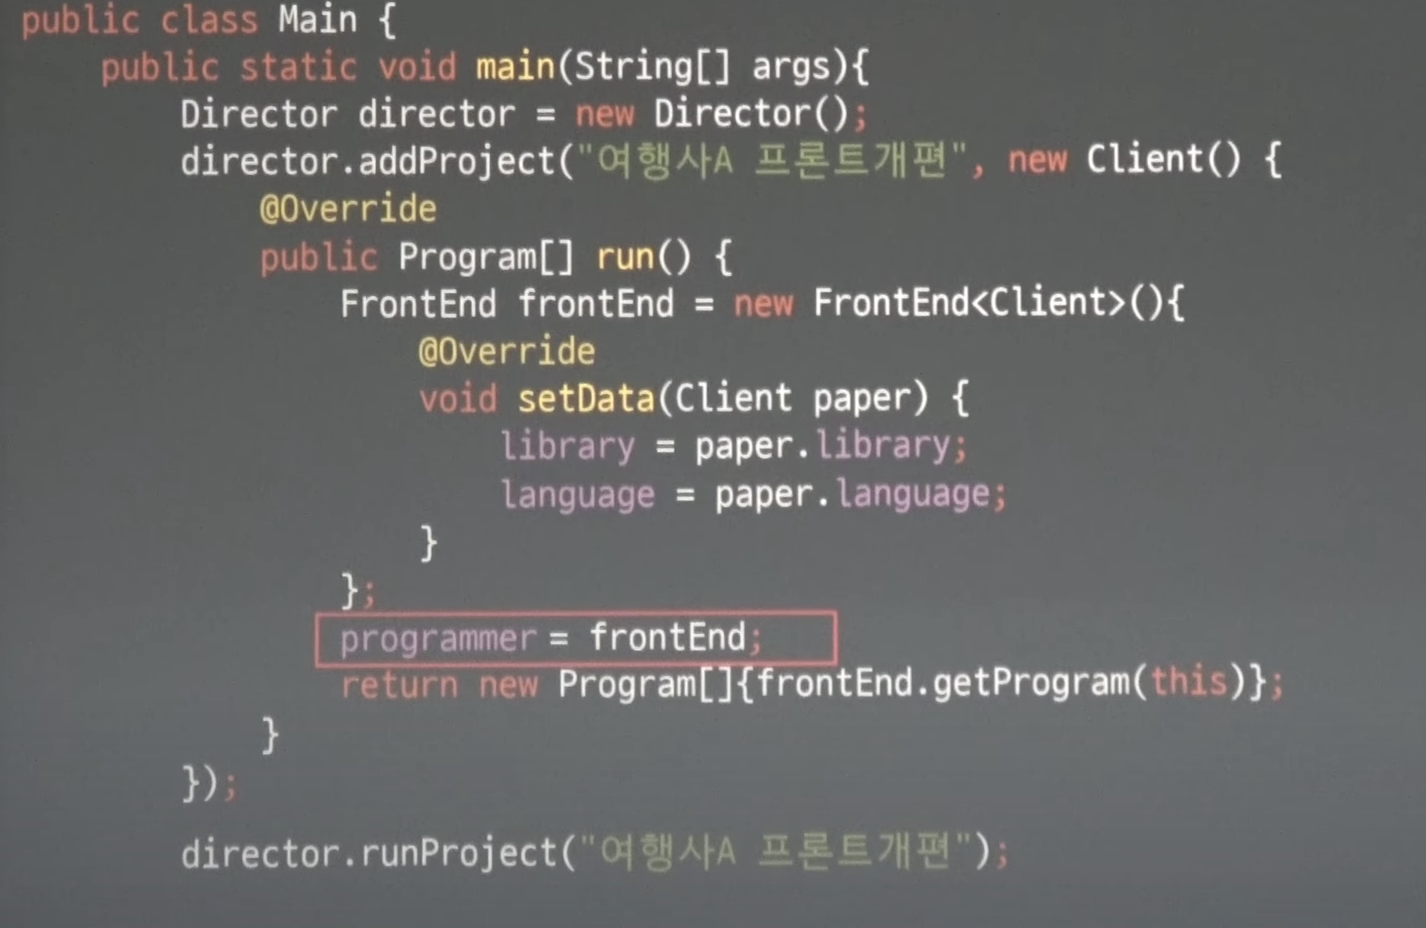 public class Main {
public static void main(String[] args){
Director director = new Director();
director.addProject("여행사A 프론트개편", new Client() {
@Override
public Program[] run() {
FrontEnd frontEnd = new FrontEnd<Client>(){
@Override
void setData(Client paper) {
library = paper.library;
language = paper.language;
}
};
programmer = frontEnd;
return new Program[]{frontEnd.getProgram(this)};
}
});
director.runProject("여행사A 프론트개편");